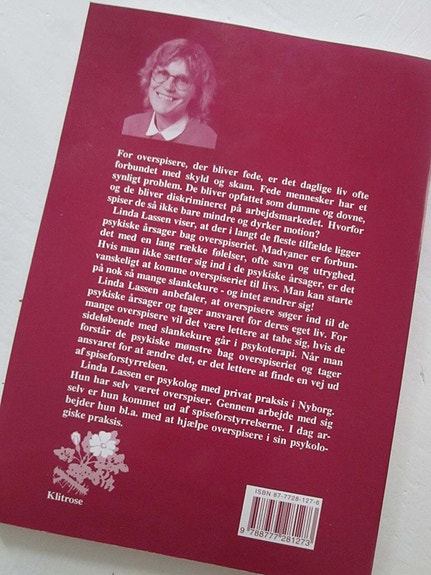 For overspisere, der bliver fede, er det daglige liv ofte
forbundet med skyld og skam. Fede mennesker har et
synligt problem. De bliver opfattet som dumme og dovne,
og de bliver diskrimineret på arbejdsmarkedet. Hvorfor
spiser de så ikke bare mindre og dyrker motion?
Linda Lassen viser, at der i langt de fleste tilfælde ligger
psykiske årsager bag overspiseriet. Madvaner er forbun-
det med en lang række følelser, ofte savn og utryghed.
Hvis man ikke sætter sig ind i de psykiske årsager, er det
vanskeligt at komme overspiseriet til livs. Man kan starte
på nok så mange slankekure - og intet ændrer sig!
Linda Lassen anbefaler, at overspisere søger ind til de
psykiske årsager og tager ansvaret for deres eget liv. For
mange overspisere vil det være lettere at tabe sig, hvis de
sideløbende med slankekure går i psykoterapi. Når man
forstår de psykiske mønstre bag overspiseriet og tager
ansvaret for at ændre det, er det lettere at finde en vej ud
af spiseforstyrrelsen.
Linda Lassen er psykolog med privat praksis i Nyborg.
Hun har selv været overspiser. Gennem arbejde med sig
selv er hun kommet ud af spiseforstyrrelserne. I dag ar-
bejder hun bl.a. med at hjælpe overspisere i sin psykolo-
giske praksis.
Klitrose
ISBN 87-7728-127-6
9 788777 281273